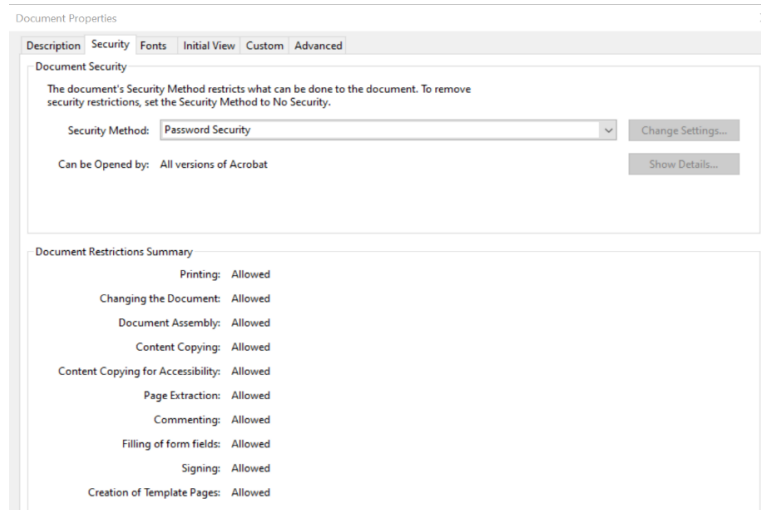 Document Properties
Description Security Fonts Initial View Custom Advanced
Document Security
The document's Security Method restricts what can be done to the document. To remove
security restrictions, set the Security Method to No Security.
Security Method: Password Security Change Settings...
Can be Opened by: All versions of Acrobat Show Details...
Document Restrictions Summary
Printing: Allowed
Changing the Document: Allowed
Document Assembly: Allowed
Content Copying: Allowed
Content Copying for Accessibility: Allowed
Page Extraction: Allowed
Commenting: Allowed
Filling of form fields: Allowed
Signing: Allowed
Creation of Template Pages: Allowed